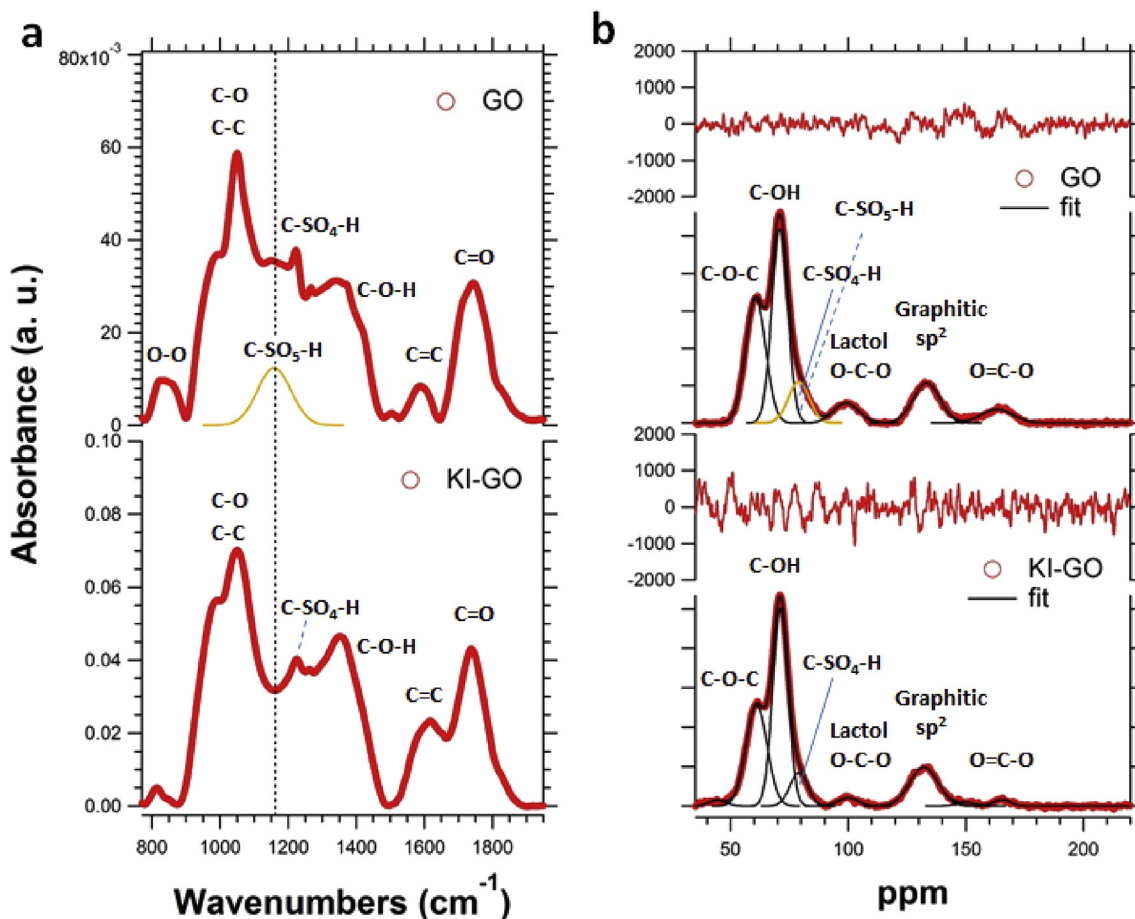 a
80x10⁻³
60
40
20
0
C-O
C-C
GO
C-SO₄-H
C-O-H
C=O
O-O
C-SO₅-H
C=C
0.10
0.08
0.06
0.04
0.02
0.00
C-O
C-C
KI-GO
C-SO₄-H
C-O-H
C=O
C=C
800 1000 1200 1400 1600 1800
Absorbance (a. u.)
Wavenumbers (cm⁻¹)
b
2000
1000
0
-1000
-2000
GO
fit
C-OH
C-SO₅-H
C-O-C
C-SO₄-H
Graphitic
sp²
Lactol
O-C-O
O=C-O
2000
1000
0
-1000
-2000
KI-GO
fit
C-OH
C-SO₄-H
C-O-C
Graphitic
sp²
Lactol
O-C-O
O=C-O
50 100 150 200
ppm